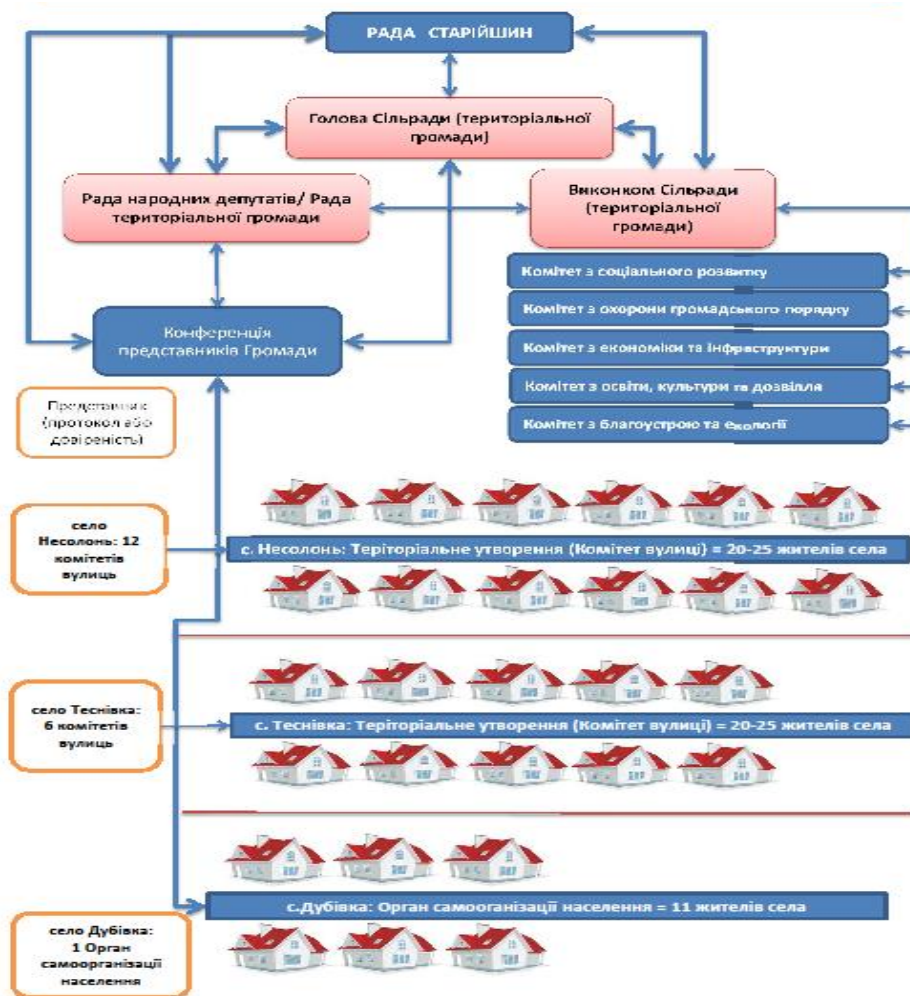 РАДА СТАРІЙШИН
Голова Сільради (територіальної
громади)
Рада народних депутатів/ Рада
територіальної громади
Виконком Сільради
(територіальної
громади)
Комітет з соціального розвитку
Комітет з охорони громадського порядку
Комітет з економіки та інфраструктури
Комітет з освіти, культури та дозвілля
Комітет з благоустрою та екології
Конференція
представників Громади
Представник
(протокол або
довіреність)
село
Несолонь: 12
комітетів
вулиць
с. Несолонь: Теріторіальне утворення (Комітет вулиці) = 20-25 жителів села
село Теснівка:
6 комітетів
вулиць
с. Теснівка: Теріторіальне утворення (Комітет вулиці) = 20-25 жителів села
с.Дубівка: Орган самооганізації населення = 11 жителів села
село Дубівка:
1 Орган
самоорганізації
населення